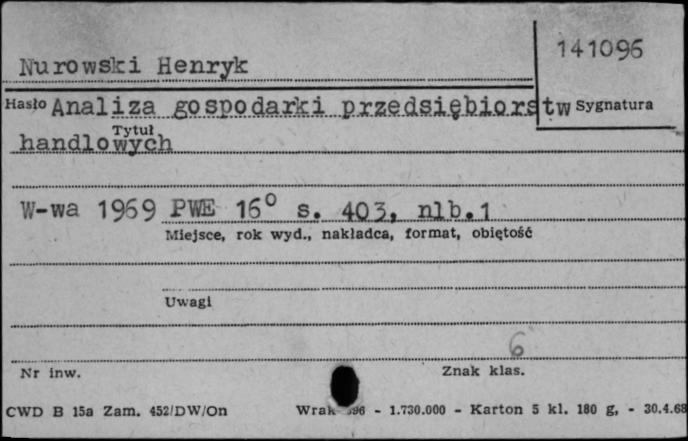 141096
Nurowski Henryk
Hasło Analiza gospodarki przedsiębiorstw Sygnatura
Tytuł
handlowych
W-wa 1969 PWE 16° s. 403, nlb.1
Miejsce, rok wyd., nakładca, format, objętość
Uwagi
6
Nr inw. Znak klas.
CWD B 15a Zam. 452/DW/On - 1.730.000 - Karton 5 kl. 180 g, - 30.4.68